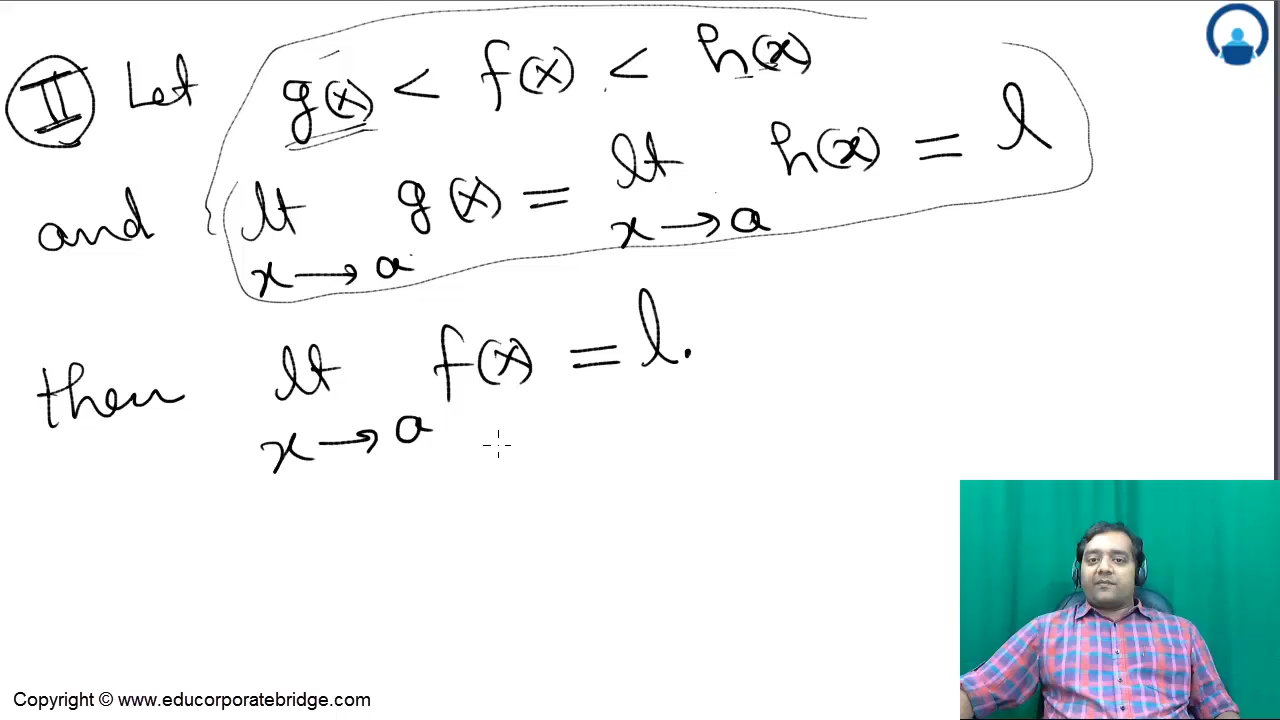 II Let g(x) < f(x) < h(x)
and lt g(x) = lt h(x) = l
x → a x → a
then lt f(x) = l.
x → a
Copyright © www.educorporatebridge.com